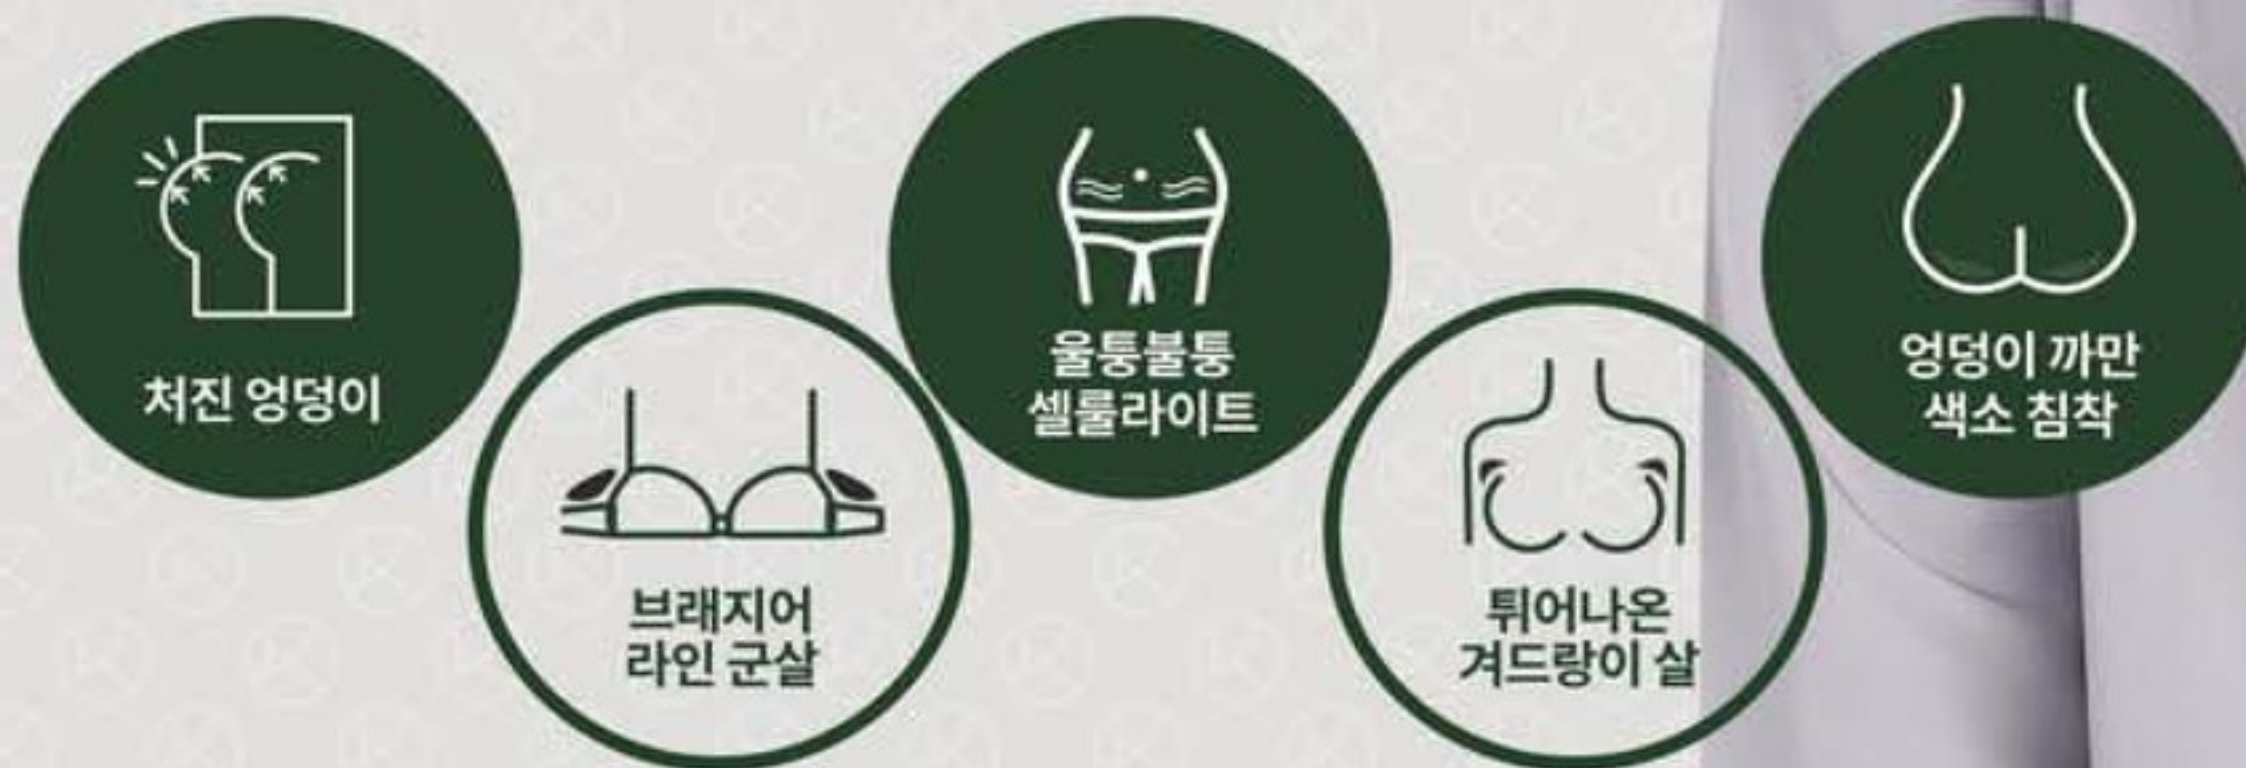 처진 엉덩이
브래지어
라인 군살
울퉁불퉁
셀룰라이트
튀어나온
겨드랑이 살
엉덩이 까만
색소 침착